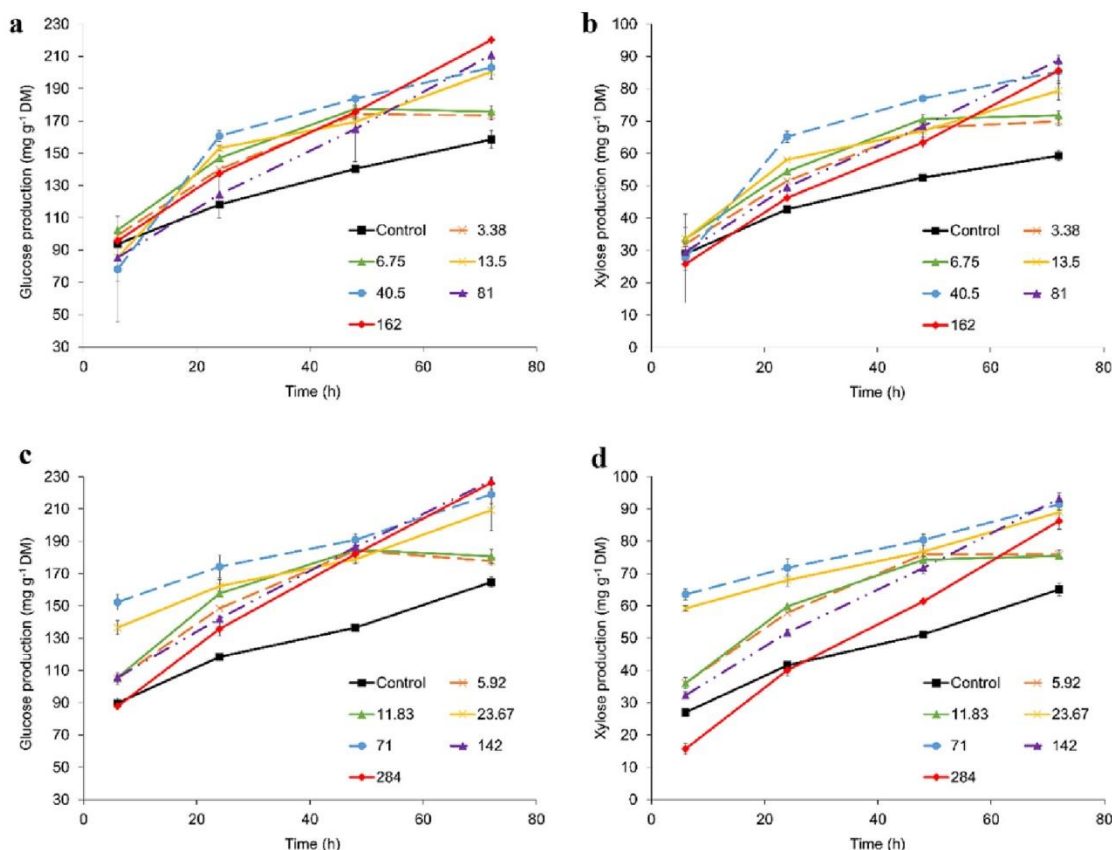 a
Glucose production (mg g⁻¹ DM)
230
210
190
170
150
130
110
90
70
50
30
0 20 40 60 80
Time (h)
Control 3.38
6.75 13.5
40.5 81
162
b
Xylose production (mg g⁻¹ DM)
100
90
80
70
60
50
40
30
20
10
0
0 20 40 60 80
Time (h)
Control 3.38
6.75 13.5
40.5 81
162
c
Glucose production (mg g⁻¹ DM)
230
210
190
170
150
130
110
90
70
50
30
0 20 40 60 80
Time (h)
Control 5.92
11.83 23.67
71 142
284
d
Xylose production (mg g⁻¹ DM)
100
90
80
70
60
50
40
30
20
10
0
0 20 40 60 80
Time (h)
Control 5.92
11.83 23.67
71 142
284